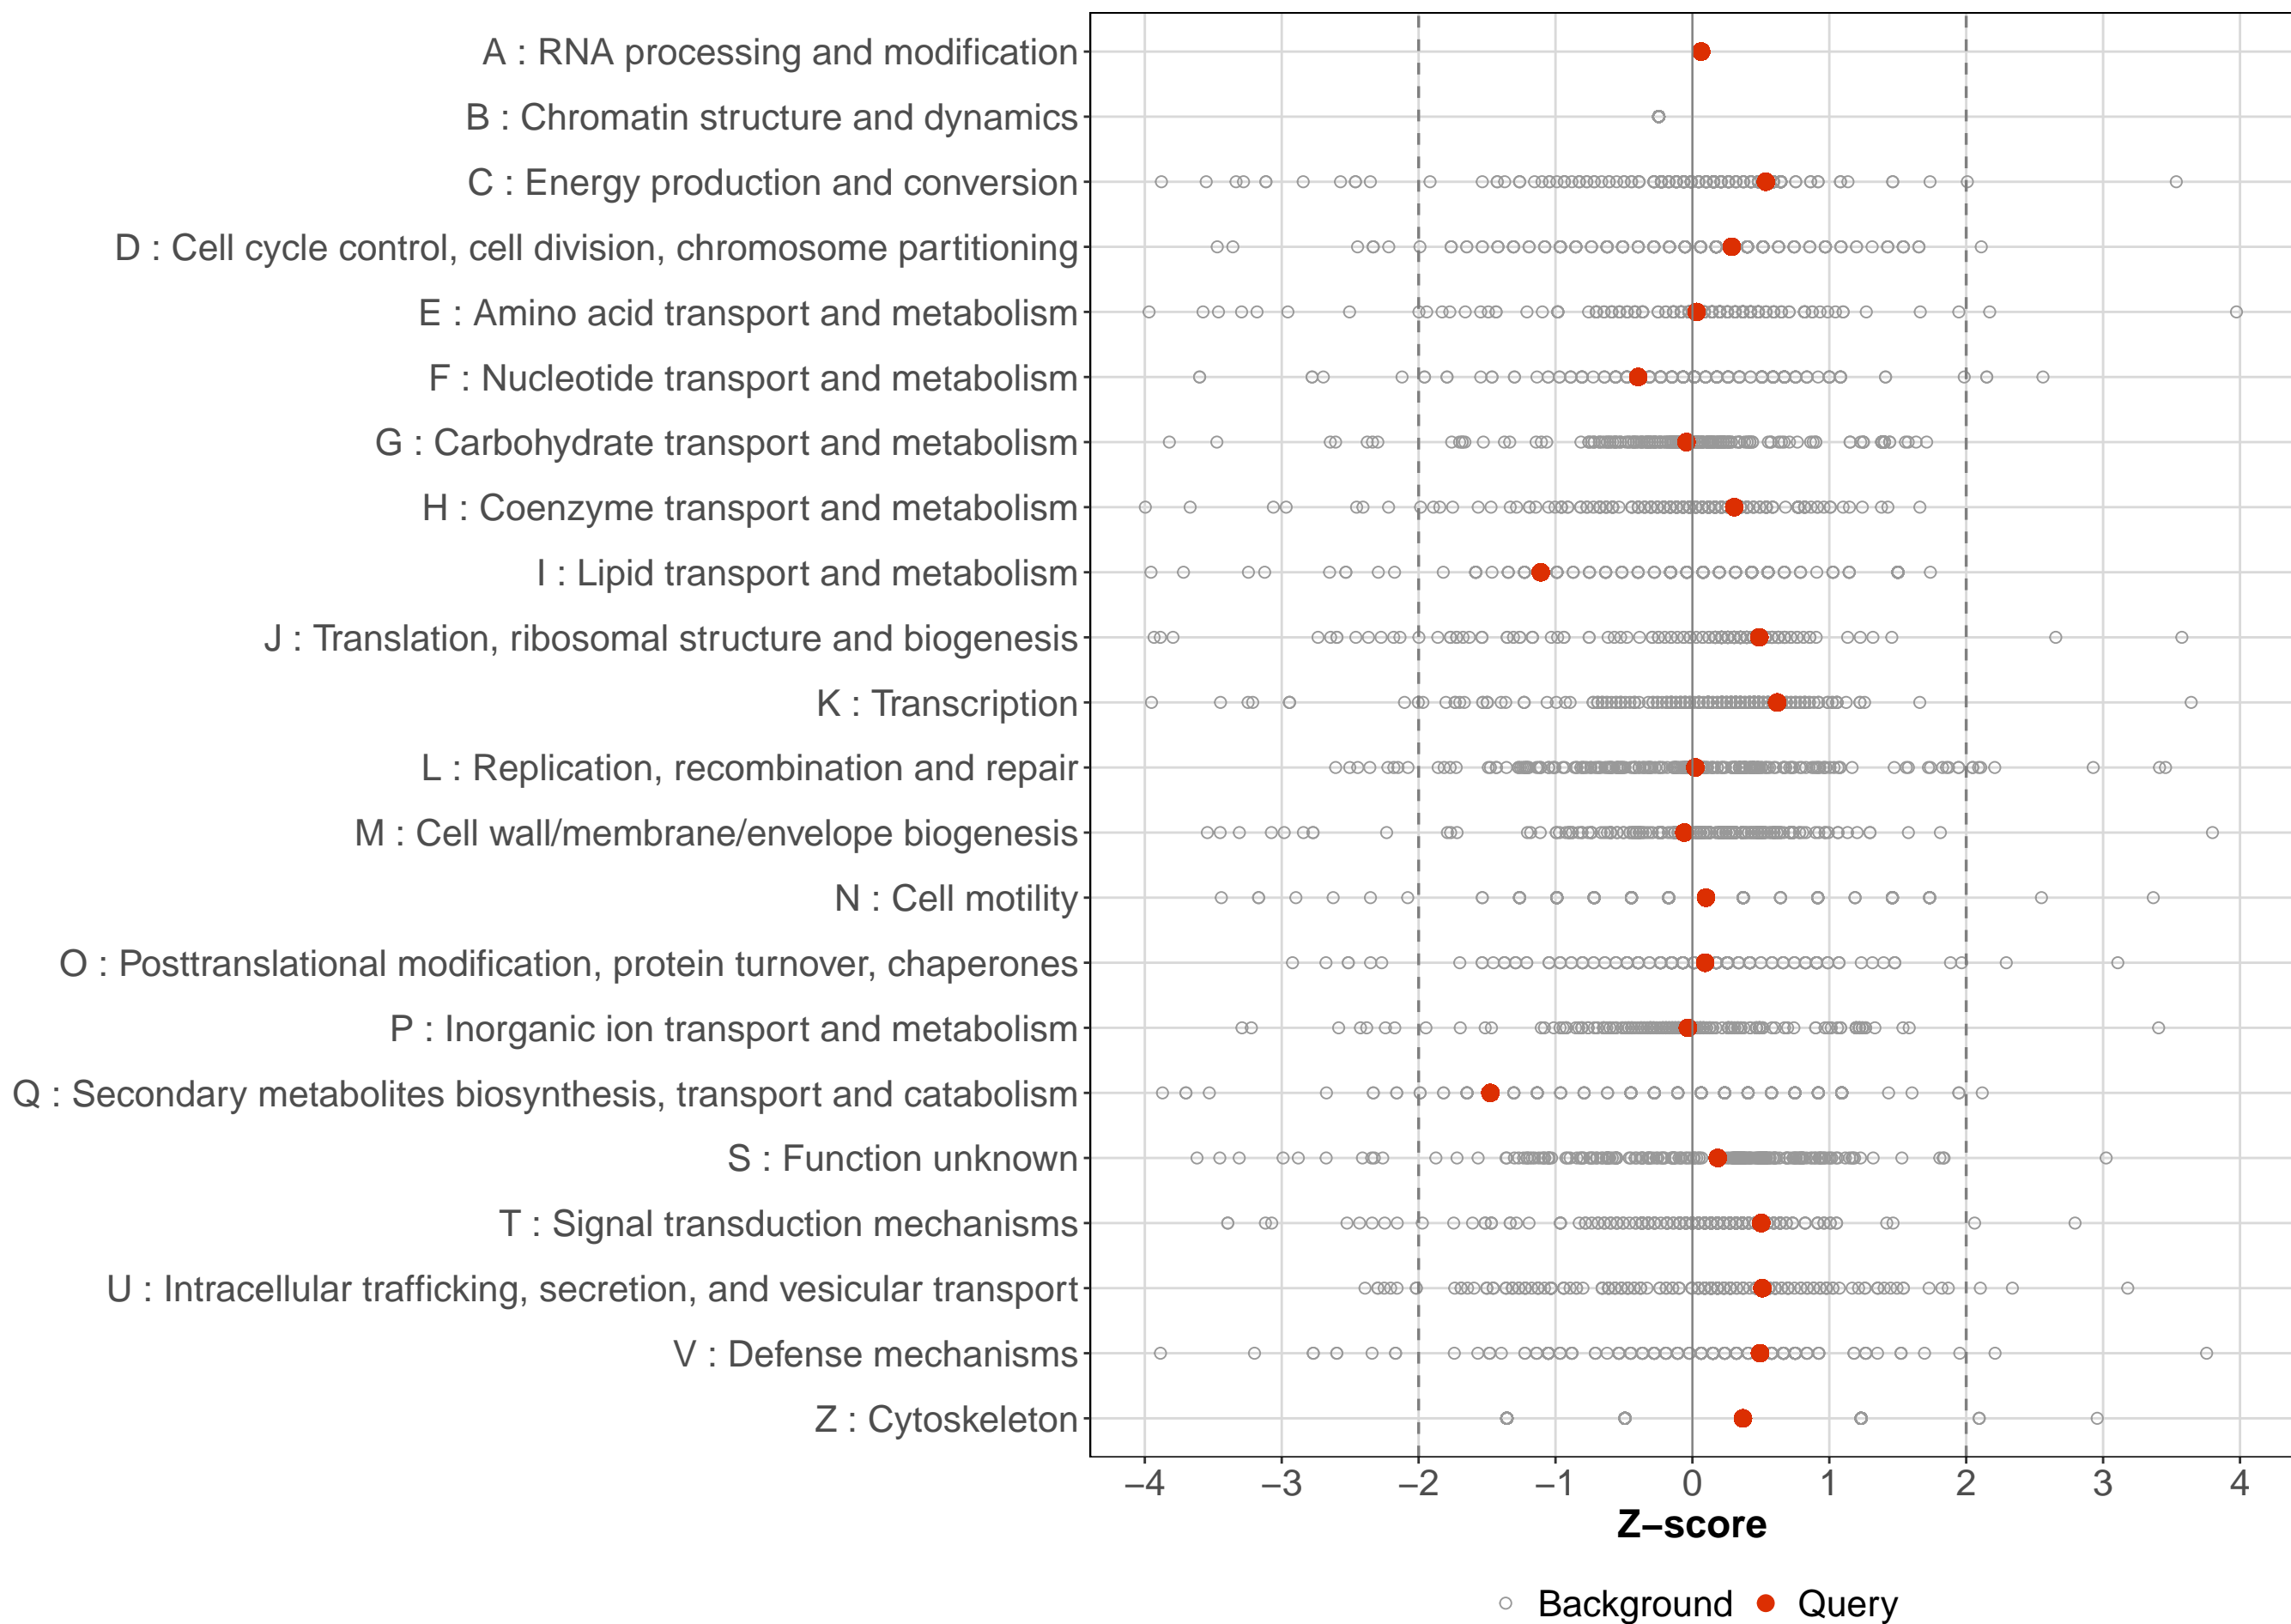 A : RNA processing and modification
B : Chromatin structure and dynamics
C : Energy production and conversion
D : Cell cycle control, cell division, chromosome partitioning
E : Amino acid transport and metabolism
F : Nucleotide transport and metabolism
G : Carbohydrate transport and metabolism
H : Coenzyme transport and metabolism
I : Lipid transport and metabolism
J : Translation, ribosomal structure and biogenesis
K : Transcription
L : Replication, recombination and repair
M : Cell wall/membrane/envelope biogenesis
N : Cell motility
O : Posttranslational modification, protein turnover, chaperones
P : Inorganic ion transport and metabolism
Q : Secondary metabolites biosynthesis, transport and catabolism
S : Function unknown
T : Signal transduction mechanisms
U : Intracellular trafficking, secretion, and vesicular transport
V : Defense mechanisms
Z : Cytoskeleton
−4 −3 −2 −1 0 1 2 3 4
Z−score
Background Query